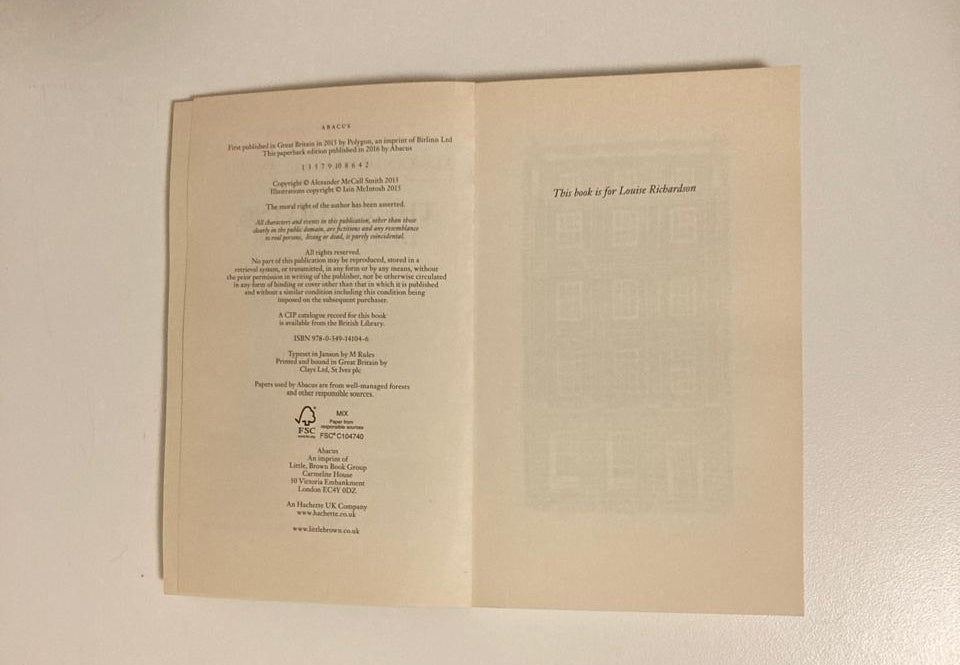 ABACUS
First published in Great Britain in 2015 by Polygon, an imprint of Birlinn Ltd
This paperback edition published in 2016 by Abacus
1 3 5 7 9 10 8 6 4 2
Copyright © Alexander McCall Smith 2015
Illustrations copyright © Iain McIntosh 2015
The moral right of the author has been asserted.
All characters and events in this publication, other than those
clearly in the public domain, are fictitious and any resemblance
to real persons, living or dead, is purely coincidental.
All rights reserved.
No part of this publication may be reproduced, stored in a
retrieval system, or transmitted, in any form or by any means, without
the prior permission in writing of the publisher, nor be otherwise circulated
in any form of binding or cover other than that in which it is published
and without a similar condition including this condition being
imposed on the subsequent purchaser.
A CIP catalogue record for this book
is available from the British Library.
ISBN 978-0-349-14104-6
Typeset in Janson by M Rules
Printed and bound in Great Britain by
Clays Ltd, St Ives plc
Papers used by Abacus are from well-managed forests
and other responsible sources.
MIX
Paper from
responsible sources
FSC
FSC® C104740
Abacus
An imprint of
Little, Brown Book Group
Carmelite House
50 Victoria Embankment
London EC4Y 0DZ
An Hachette UK Company
www.hachette.co.uk
www.littlebrown.co.uk
This book is for Louise Richardson